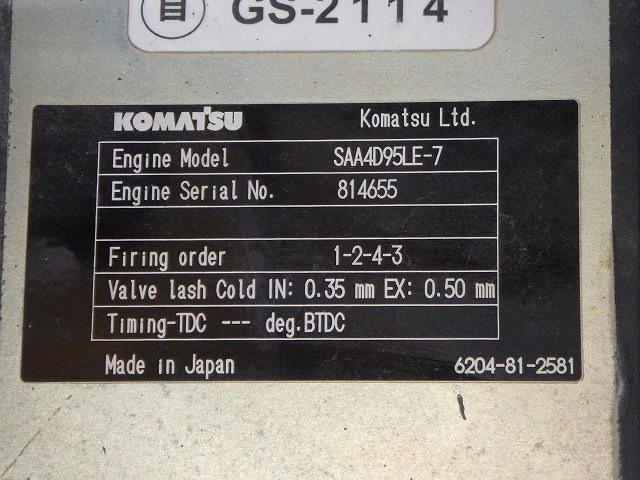 自 GS-2114
KOMATSU Komatsu Ltd.
Engine Model SAA4D95LE-7
Engine Serial No. 814655
Firing order 1-2-4-3
Valve lash Cold IN: 0.35 mm EX: 0.50 mm
Timing-TDC --- deg.BTDC
Made in Japan 6204-81-2581